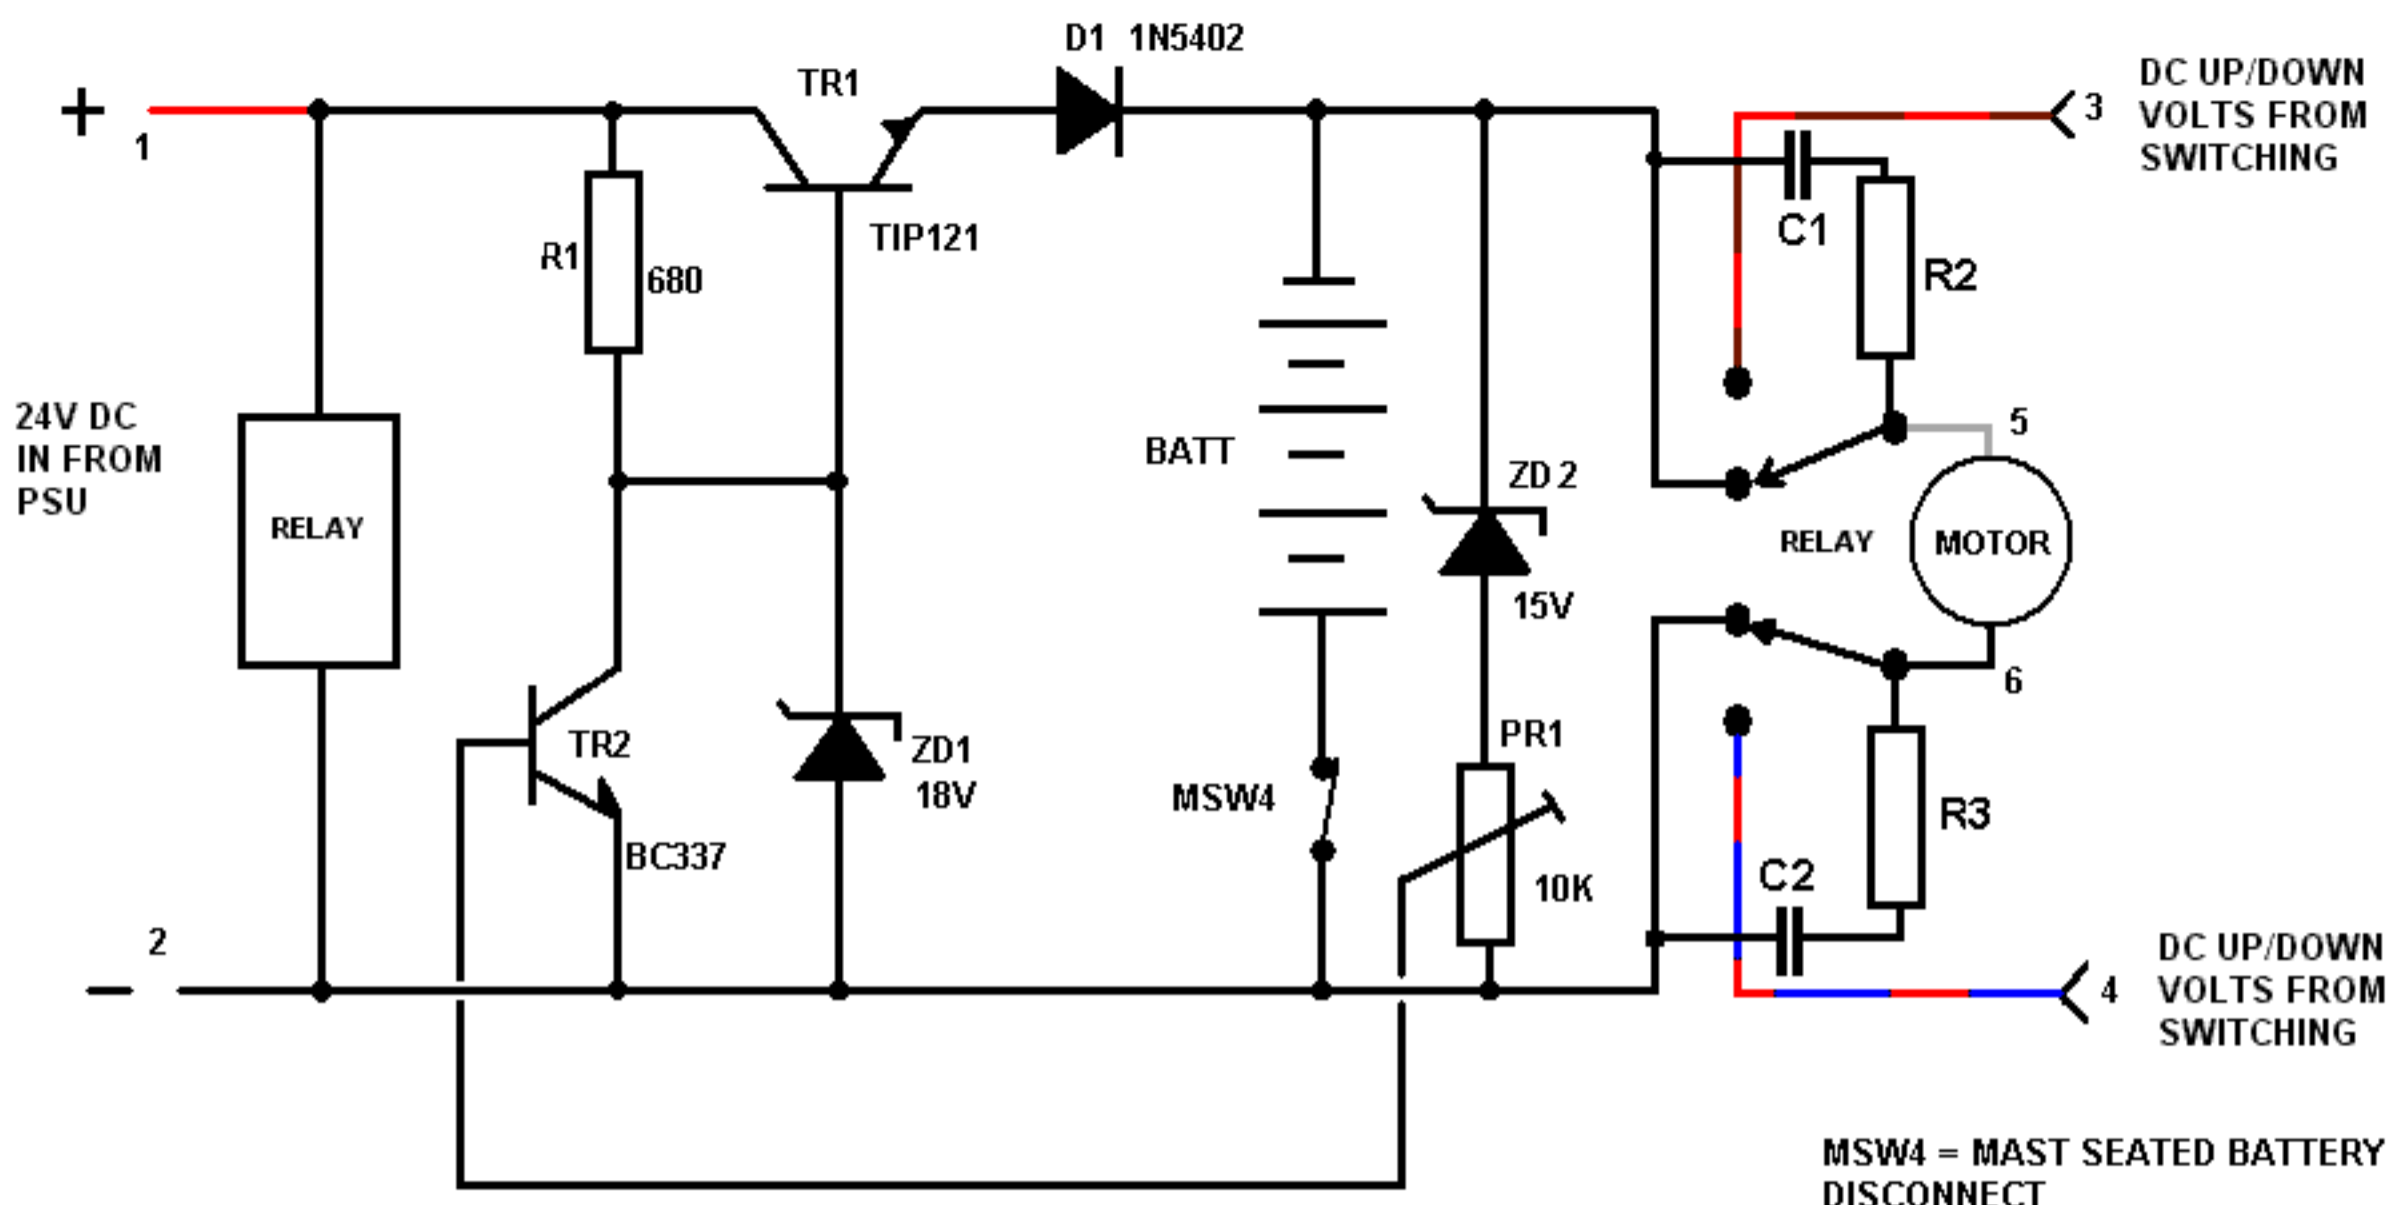 D1 1N5402
TR1
+
1
TIP121
R1
680
24V DC
IN FROM
PSU
RELAY
BATT
ZD 2
15V
TR2
BC337
ZD1
18V
MSW4
PR1
10K
2
–
DC UP/DOWN
VOLTS FROM
SWITCHING
3
C1
R2
5
RELAY
MOTOR
6
R3
C2
4
DC UP/DOWN
VOLTS FROM
SWITCHING
MSW4 = MAST SEATED BATTERY
DISCONNECT